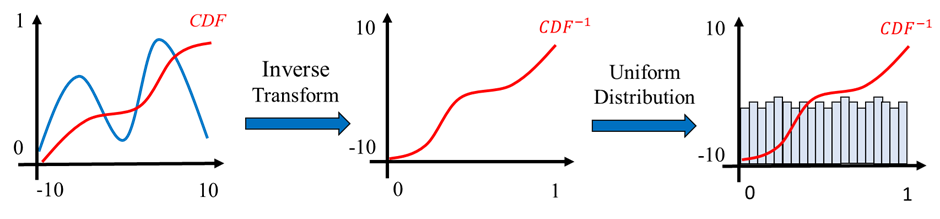 1
CDF
0
-10
10
Inverse
Transform
10
CDF⁻¹
-10
0
1
Uniform
Distribution
10
CDF⁻¹
-10
0
1